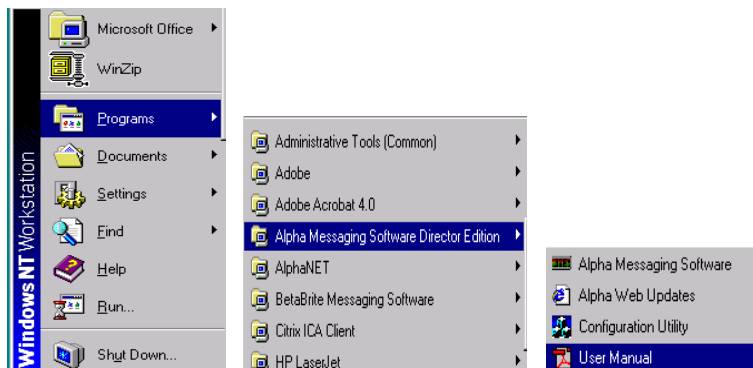 Microsoft Office
WinZip
Programs
Documents
Settings
Find
Help
Run...
Shut Down...
Windows NT Workstation
Administrative Tools (Common)
Adobe
Adobe Acrobat 4.0
Alpha Messaging Software Director Edition
AlphaNET
BetaBrite Messaging Software
Citrix ICA Client
HP LaserJet
Alpha Messaging Software
Alpha Web Updates
Configuration Utility
User Manual